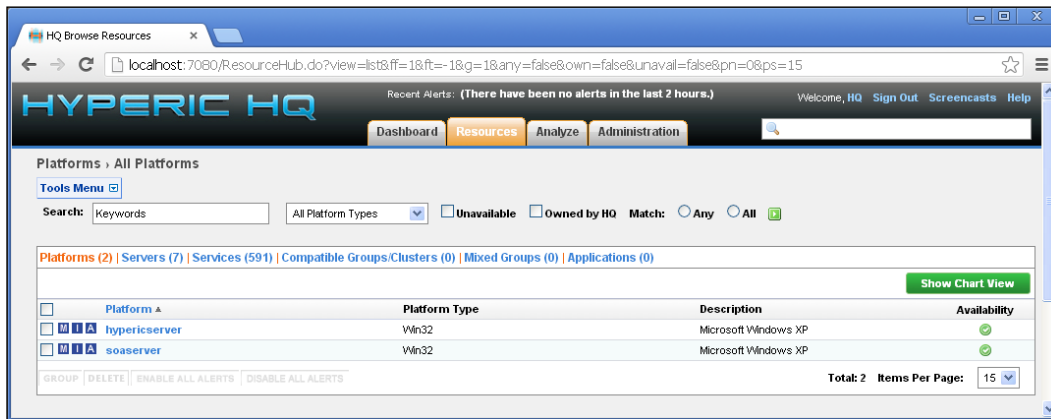 HQ Browse Resources
localhost:7080/ResourceHub.do?view=list&ff=1&ft=-1&g=1&any=false&own=false&unavail=false&pn=0&ps=15
HYPERIC HQ
Recent Alerts: (There have been no alerts in the last 2 hours.)
Welcome, HQ Sign Out Screencasts Help
Dashboard Resources Analyze Administration
Platforms › All Platforms
Tools Menu
Search: Keywords All Platform Types Unavailable Owned by HQ Match: Any All
Platforms (2) | Servers (7) | Services (591) | Compatible Groups/Clusters (0) | Mixed Groups (0) | Applications (0)
Show Chart View
Platform Platform Type Description Availability
M I A hypericserver Win32 Microsoft Windows XP
M I A soaserver Win32 Microsoft Windows XP
GROUP DELETE ENABLE ALL ALERTS DISABLE ALL ALERTS Total: 2 Items Per Page: 15